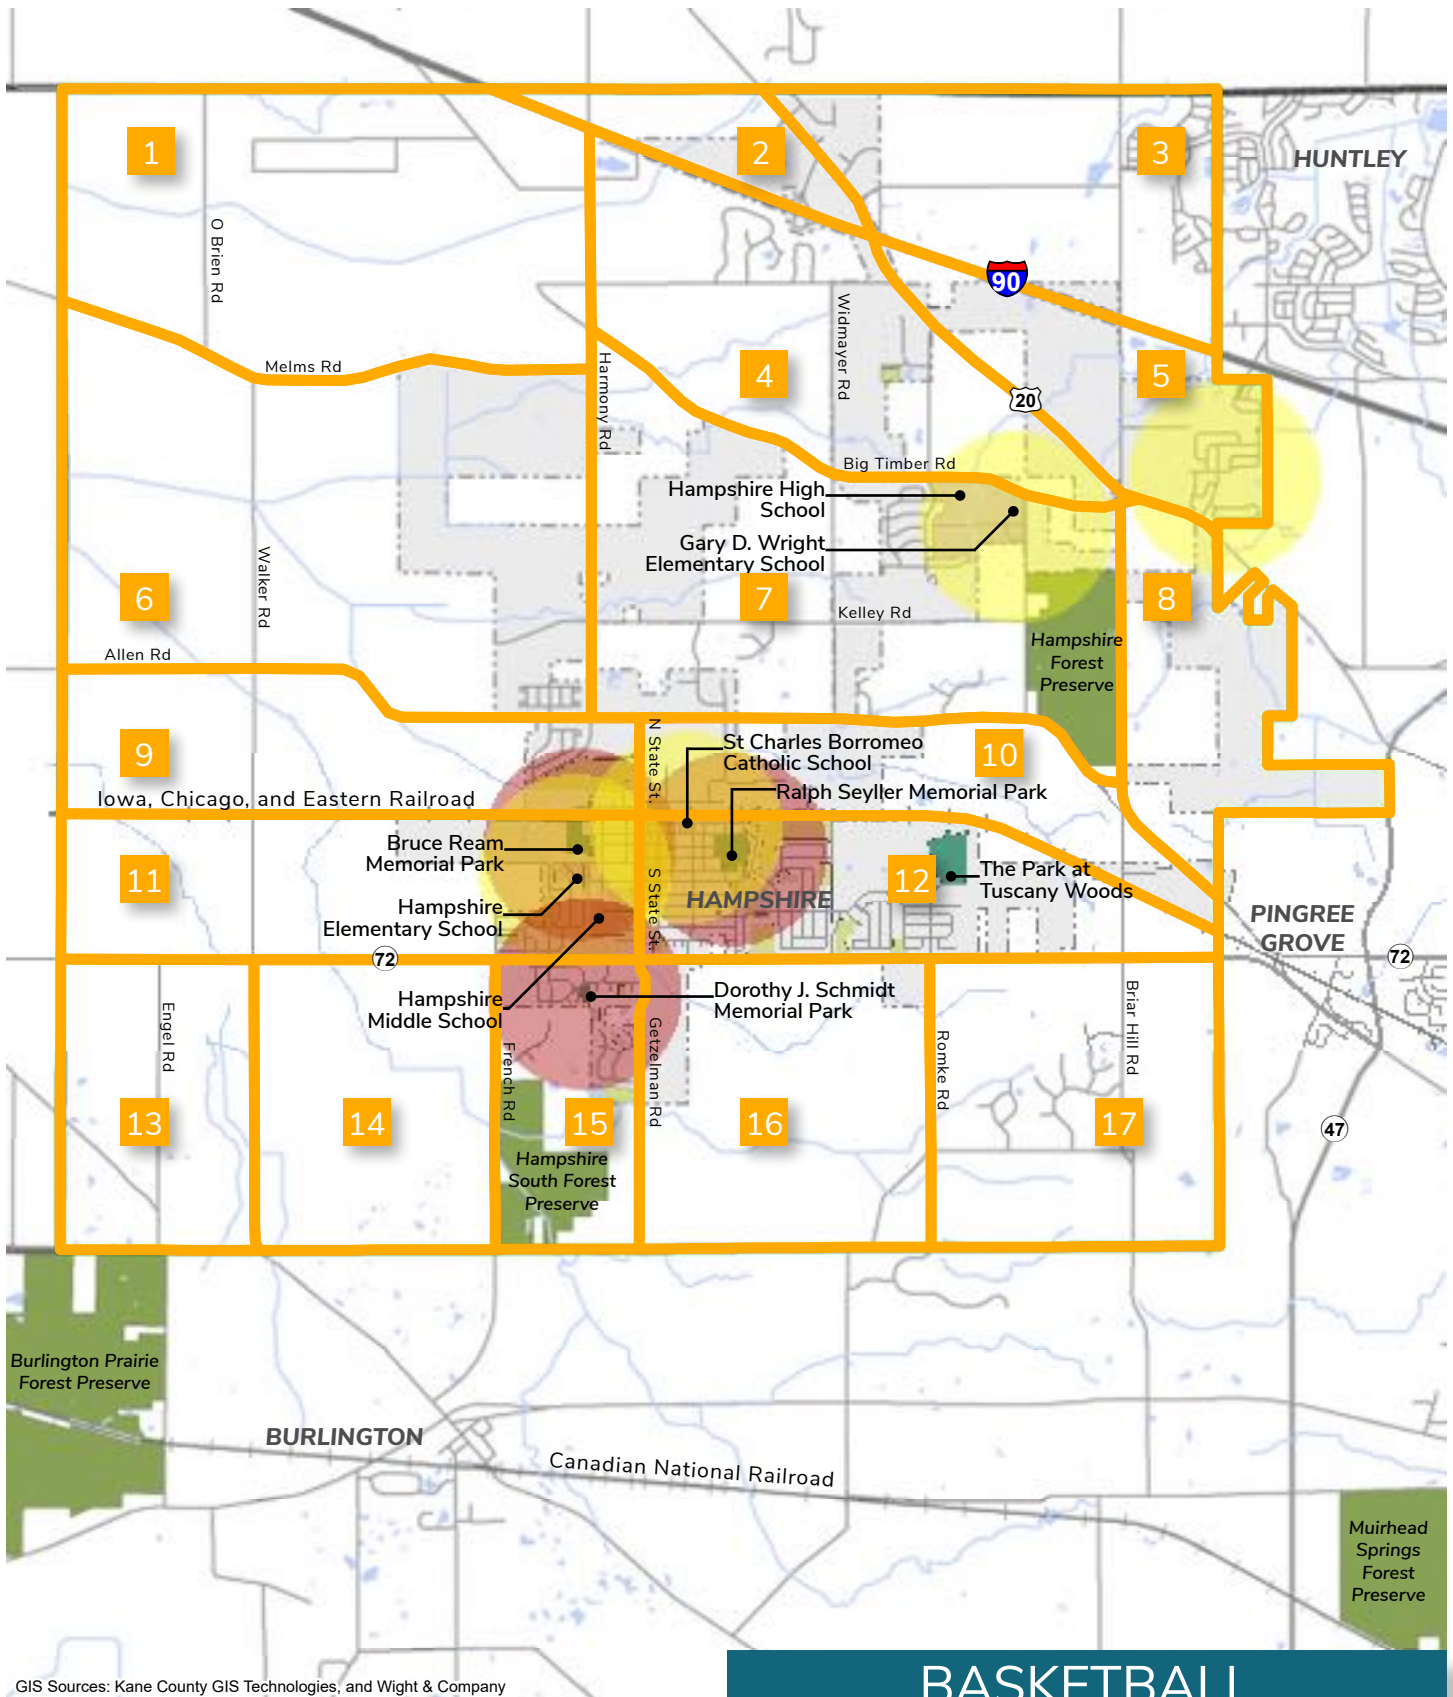 1
2
3
HUNTLEY
O Brien Rd
90
Widmayer Rd
Harmony Rd
Melms Rd
4
5
20
Big Timber Rd
Hampshire High
School
Gary D. Wright
Elementary School
Walker Rd
6
7
8
Kelley Rd
Allen Rd
Hampshire
Forest
Preserve
N State St.
St Charles Borromeo
Catholic School
9
10
Ralph Seyller Memorial Park
Iowa, Chicago, and Eastern Railroad
Bruce Ream
Memorial Park
11
12
The Park at
Tuscany Woods
S State St.
HAMPSHIRE
Hampshire
Elementary School
PINGREE
GROVE
72
72
Hampshire
Middle School
Dorothy J. Schmidt
Memorial Park
Engel Rd
French Rd
Getzelman Rd
Romke Rd
Briar Hill Rd
13
14
15
16
17
47
Hampshire
South Forest
Preserve
Burlington Prairie
Forest Preserve
BURLINGTON
Canadian National Railroad
Muirhead
Springs
Forest
Preserve
GIS Sources: Kane County GIS Technologies, and Wight & Company
BASKETBALL